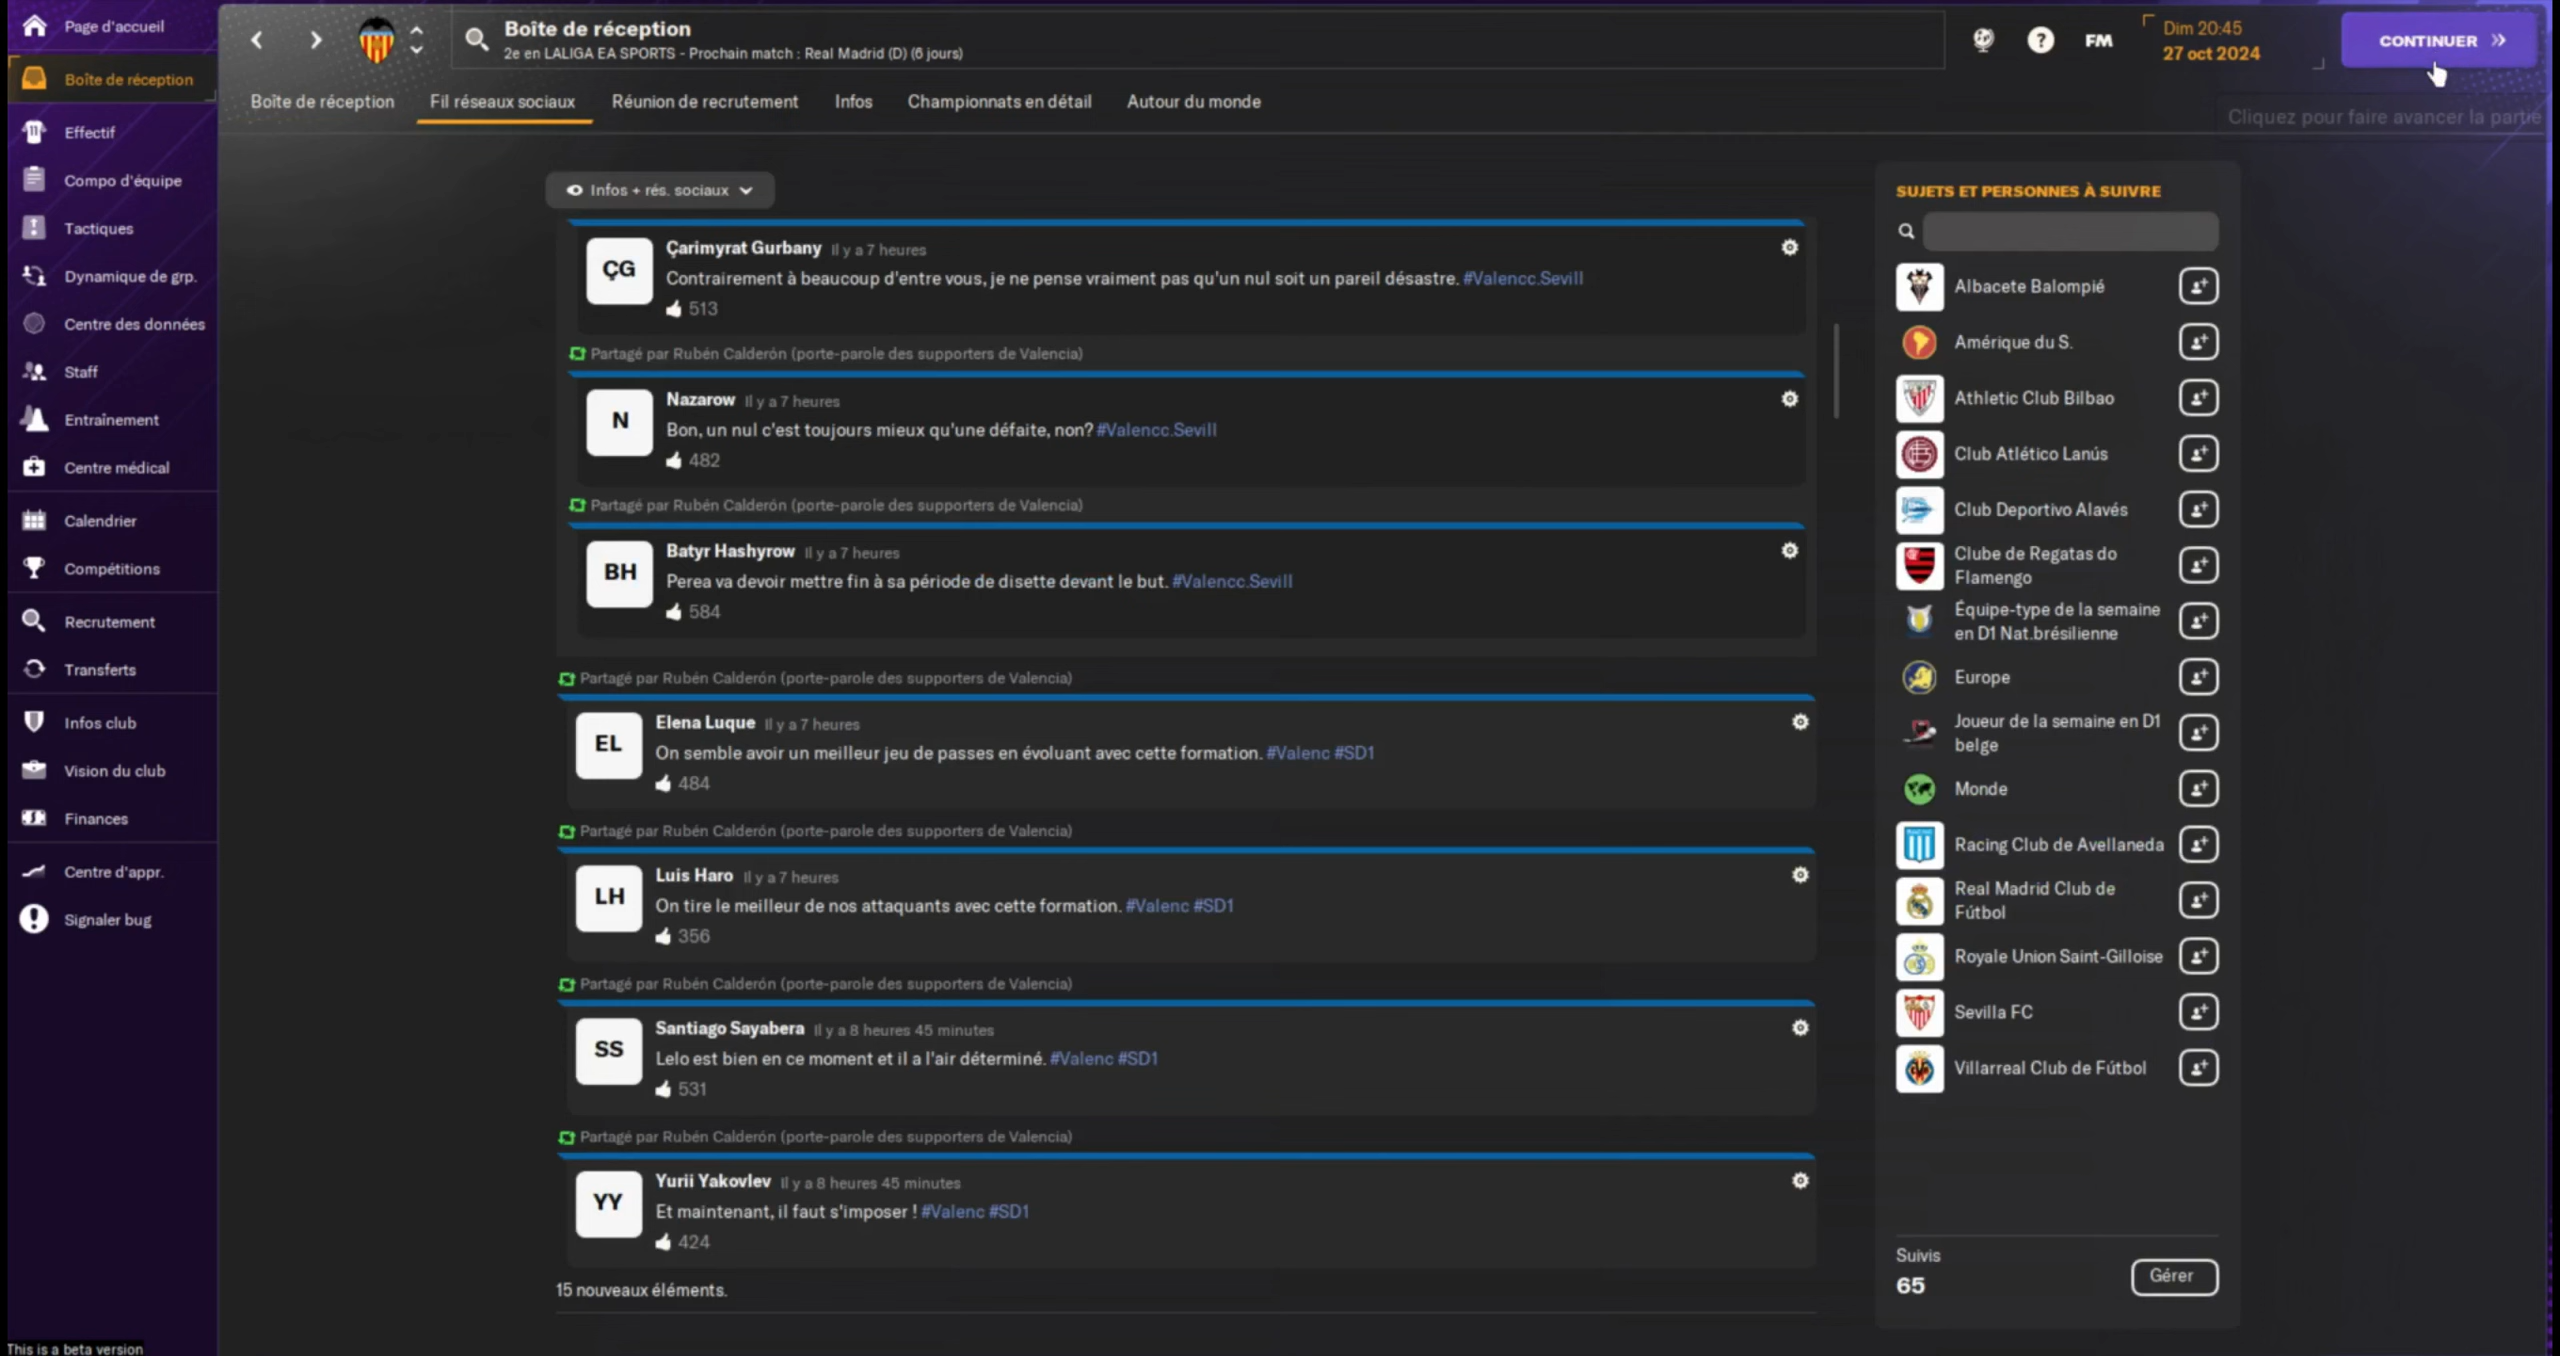 Page d'accueil
Boîte de réception
Effectif
Compo d'équipe
Tactiques
Dynamique de grp.
Centre des données
Staff
Entraînement
Centre médical
Calendrier
Compétitions
Recrutement
Transferts
Infos club
Vision du club
Finances
Centre d'appr.
Signaler bug
This is a beta version
Boîte de réception
2e en LALIGA EA SPORTS - Prochain match : Real Madrid (D) (6 jours)
FM
Dim 20:45
27 oct 2024
CONTINUER
Cliquez pour faire avancer la partie
Boîte de réception
Fil réseaux sociaux
Réunion de recrutement
Infos
Championnats en détail
Autour du monde
Infos + rés. sociaux
ÇG
Çarimyrat Gurbany Il y a 7 heures
Contrairement à beaucoup d'entre vous, je ne pense vraiment pas qu'un nul soit un pareil désastre. #Valencc.Sevill
513
Partagé par Rubén Calderón (porte-parole des supporters de Valencia)
N
Nazarow Il y a 7 heures
Bon, un nul c'est toujours mieux qu'une défaite, non? #Valencc.Sevill
482
Partagé par Rubén Calderón (porte-parole des supporters de Valencia)
BH
Batyr Hashyrow Il y a 7 heures
Perea va devoir mettre fin à sa période de disette devant le but. #Valencc.Sevill
584
Partagé par Rubén Calderón (porte-parole des supporters de Valencia)
EL
Elena Luque Il y a 7 heures
On semble avoir un meilleur jeu de passes en évoluant avec cette formation. #Valenc #SD1
484
Partagé par Rubén Calderón (porte-parole des supporters de Valencia)
LH
Luis Haro Il y a 7 heures
On tire le meilleur de nos attaquants avec cette formation. #Valenc #SD1
356
Partagé par Rubén Calderón (porte-parole des supporters de Valencia)
SS
Santiago Sayabera Il y a 8 heures 45 minutes
Lelo est bien en ce moment et il a l'air déterminé. #Valenc #SD1
531
Partagé par Rubén Calderón (porte-parole des supporters de Valencia)
YY
Yurii Yakovlev Il y a 8 heures 45 minutes
Et maintenant, il faut s'imposer ! #Valenc #SD1
424
15 nouveaux éléments.
SUJETS ET PERSONNES À SUIVRE
Albacete Balompié
Amérique du S.
Athletic Club Bilbao
Club Atlético Lanús
Club Deportivo Alavés
Clube de Regatas do
Flamengo
Équipe-type de la semaine
en D1 Nat.brésilienne
Europe
Joueur de la semaine en D1
belge
Monde
Racing Club de Avellaneda
Real Madrid Club de
Fútbol
Royale Union Saint-Gilloise
Sevilla FC
Villarreal Club de Fútbol
Suivis
65
Gérer